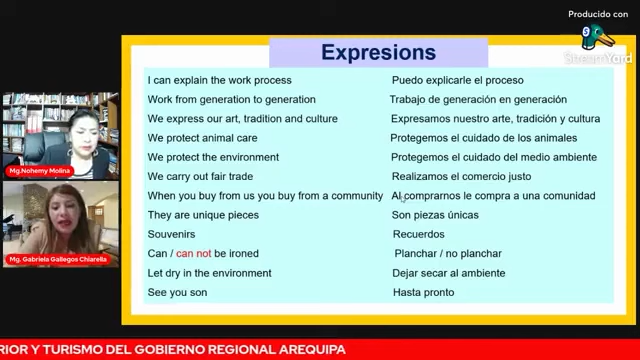 Producido con
StreamYard
Expresions
I can explain the work process Puedo explicarle el proceso
Work from generation to generation Trabajo de generación en generación
We express our art, tradition and culture Expresamos nuestro arte, tradición y cultura
We protect animal care Protegemos el cuidado de los animales
We protect the environment Protegemos el cuidado del medio ambiente
We carry out fair trade Realizamos el comercio justo
When you buy from us you buy from a community Al comprarnos le compra a una comunidad
They are unique pieces Son piezas únicas
Souvenirs Recuerdos
Can / can not be ironed Planchar / no planchar
Let dry in the environment Dejar secar al ambiente
See you son Hasta pronto
Mg.Nohemy Molina
Mg. Gabriela Gallegos Chiarella
RIOR Y TURISMO DEL GOBIERNO REGIONAL AREQUIPA